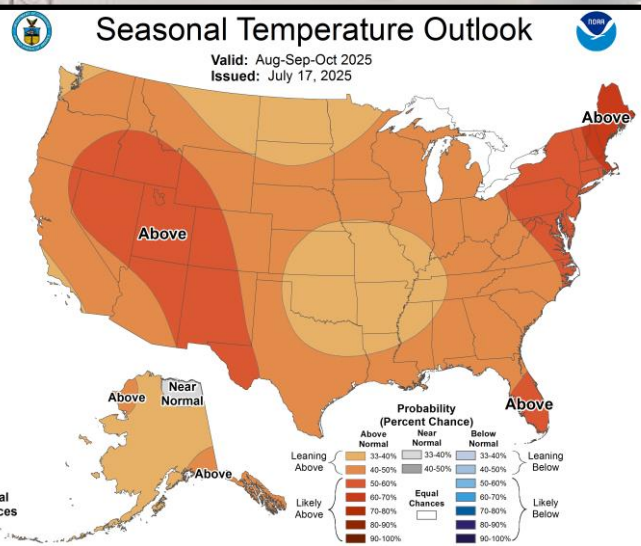 Seasonal Temperature Outlook
NOAA
Valid: Aug-Sep-Oct 2025
Issued: July 17, 2025
Above
Above
Above
Near
Normal
Above
Above
al
ces
Probability
(Percent Chance)
Above
Normal
Near
Normal
Below
Normal
Leaning
Above
33-40%
40-50%
33-40%
40-50%
33-40%
40-50%
Leaning
Below
Likely
Above
50-60%
60-70%
70-80%
80-90%
90-100%
Equal
Chances
50-60%
60-70%
70-80%
80-90%
90-100%
Likely
Below